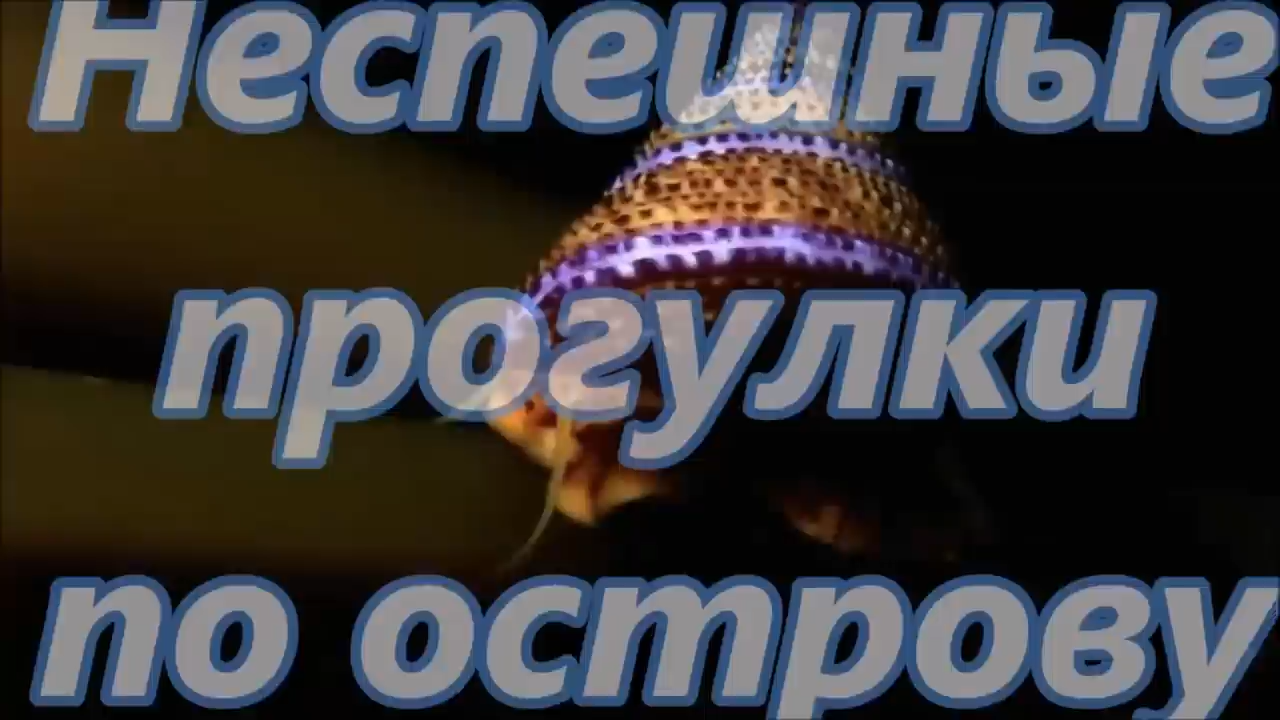 Неспешные
прогулки
по острову